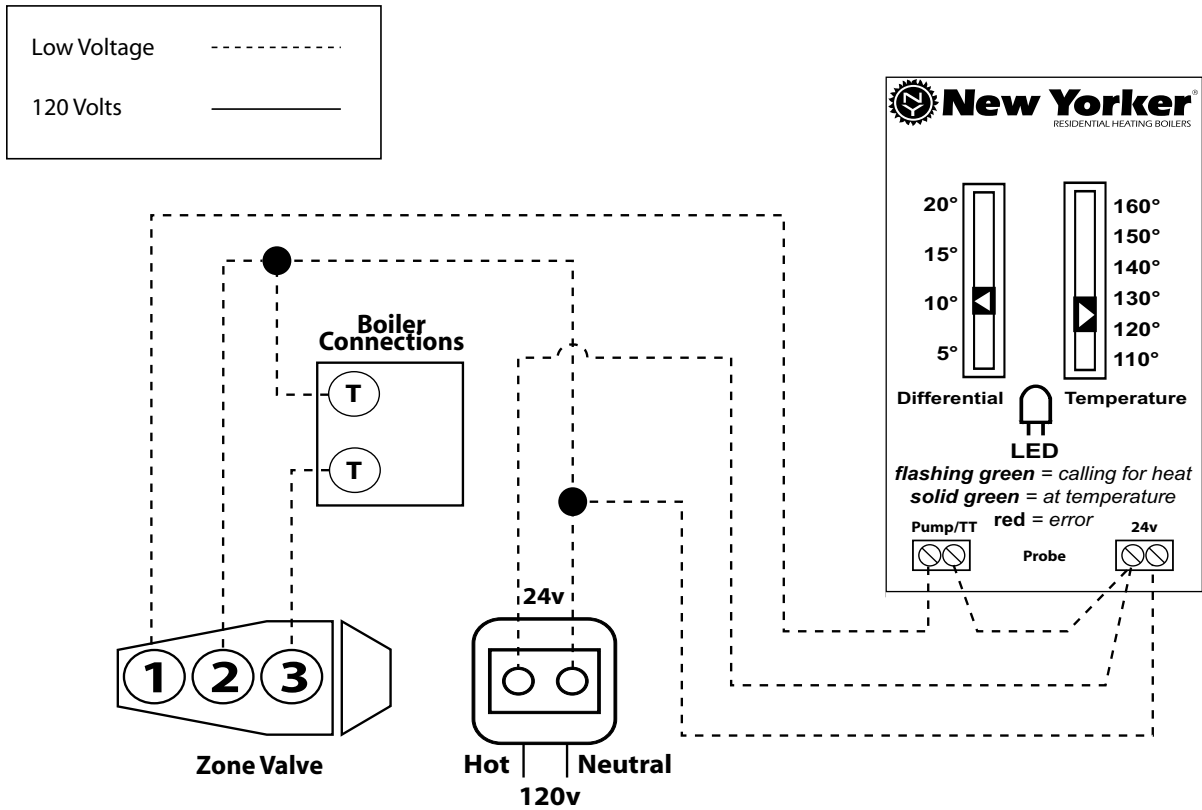 Low Voltage
120 Volts
New Yorker®
RESIDENTIAL HEATING BOILERS
20°
15°
10°
5°
160°
150°
140°
130°
120°
110°
Differential
Temperature
LED
flashing green = calling for heat
solid green = at temperature
red = error
Pump/TT
Probe
24v
Boiler
Connections
T
T
24v
1 2 3
Zone Valve
Hot
Neutral
120v